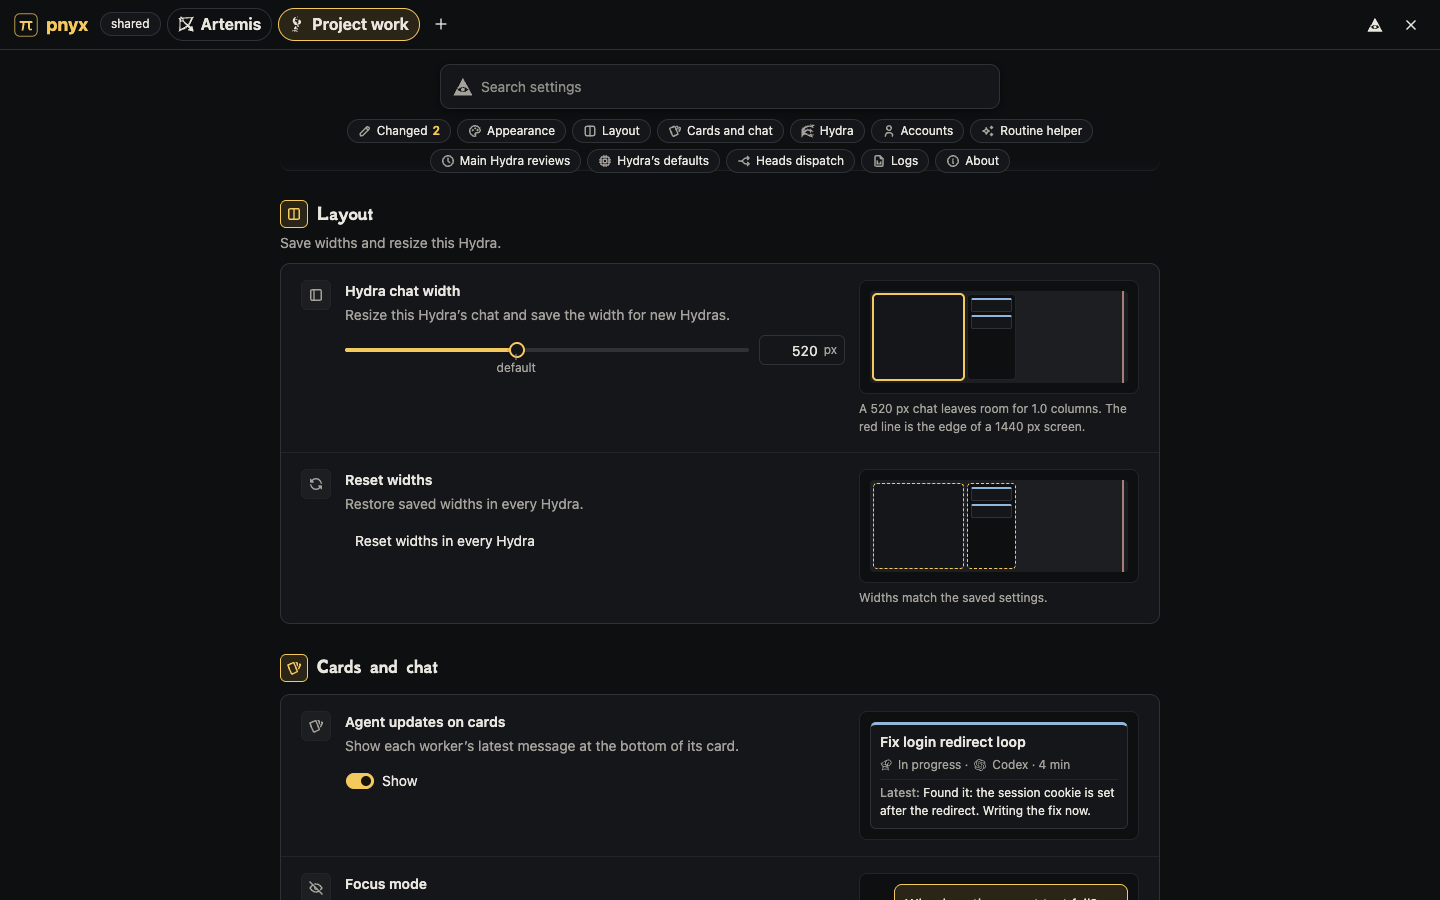 π pnyx shared Artemis Project work +
Search settings
Changed 2 Appearance Layout Cards and chat Hydra Accounts Routine helper
Main Hydra reviews Hydra's defaults Heads dispatch Logs About
Layout
Save widths and resize this Hydra.
Hydra chat width
Resize this Hydra's chat and save the width for new Hydras.
520 px
default
A 520 px chat leaves room for 1.0 columns. The
red line is the edge of a 1440 px screen.
Reset widths
Restore saved widths in every Hydra.
Reset widths in every Hydra
Widths match the saved settings.
Cards and chat
Agent updates on cards
Show each worker's latest message at the bottom of its card.
Show
Fix login redirect loop
In progress · Codex · 4 min
Latest: Found it: the session cookie is set
after the redirect. Writing the fix now.
Focus mode